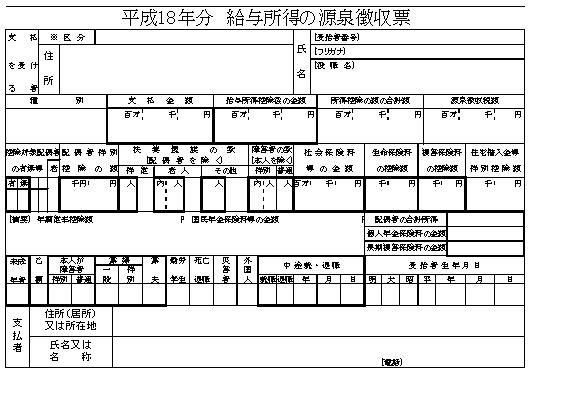 平成18年分 給与所得の源泉徴収票
支 払 ※ 区 分 氏 [受給者番号]
を受け 住 [フリガナ]
る 者 所 名 [役 職 名]
種 別 支 払 金 額 給与所得控除後の金額 所得控除の額の合計額 源泉徴収税額
百万 千 円 百万 千 円 百万 千 円 百万 千 円
控除対象配偶者 配 偶 者 特 別 扶 養 親 族 の 数 障害者の数 社 会 保 険 料 生命保険料 損害保険料 住宅借入金等
の有無等 老 控 除 の 額 [配 偶 者 を 除 く] [本人を除く] 等 の 金 額 の控除額 の控除額 特 別 控 除 額
特 定 老 人 その他 特別 普通
有 無 千円 円 人 内 人 人 内 人 人 内 千 円 千 円 千 円 千 円
[摘要] 年調定率控除額 円 国民年金保険料等の金額 円 配偶者の合計所得
個人年金保険料の金額
長期損害保険料の金額
未成 乙 本人が 寡 婦 寡 勤労 死亡 災 外 中 途 就 ・ 退 職 受 給 者 生 年 月 日
年者 欄 障害者 一 特 夫 学生 退職 害 国
特別 普通 般 別 者 人 就職 退職 年 月 日 明 大 昭 平 年 月 日
支 住所(居所)
払 又は所在地
者 氏名又は
名 称 [電話]